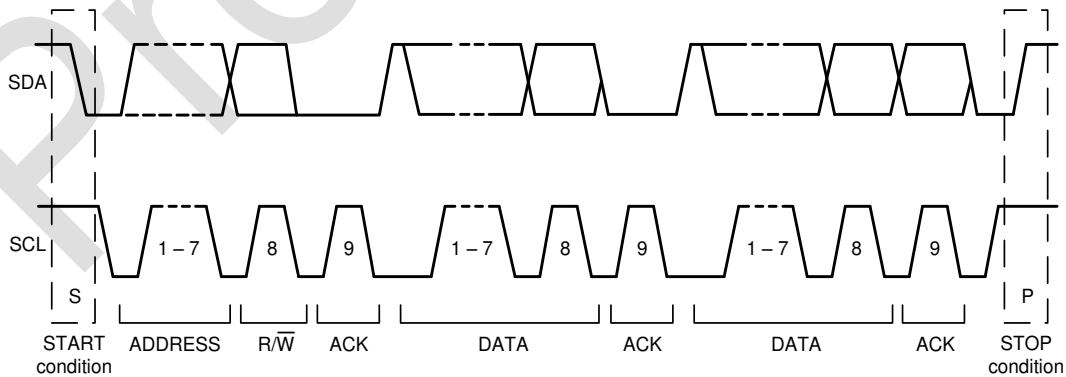 Pre
SDA
SCL
1 – 7 8 9 1 – 7 8 9 1 – 7 8 9
S P
START condition ADDRESS R/W̅ ACK DATA ACK DATA ACK STOP condition